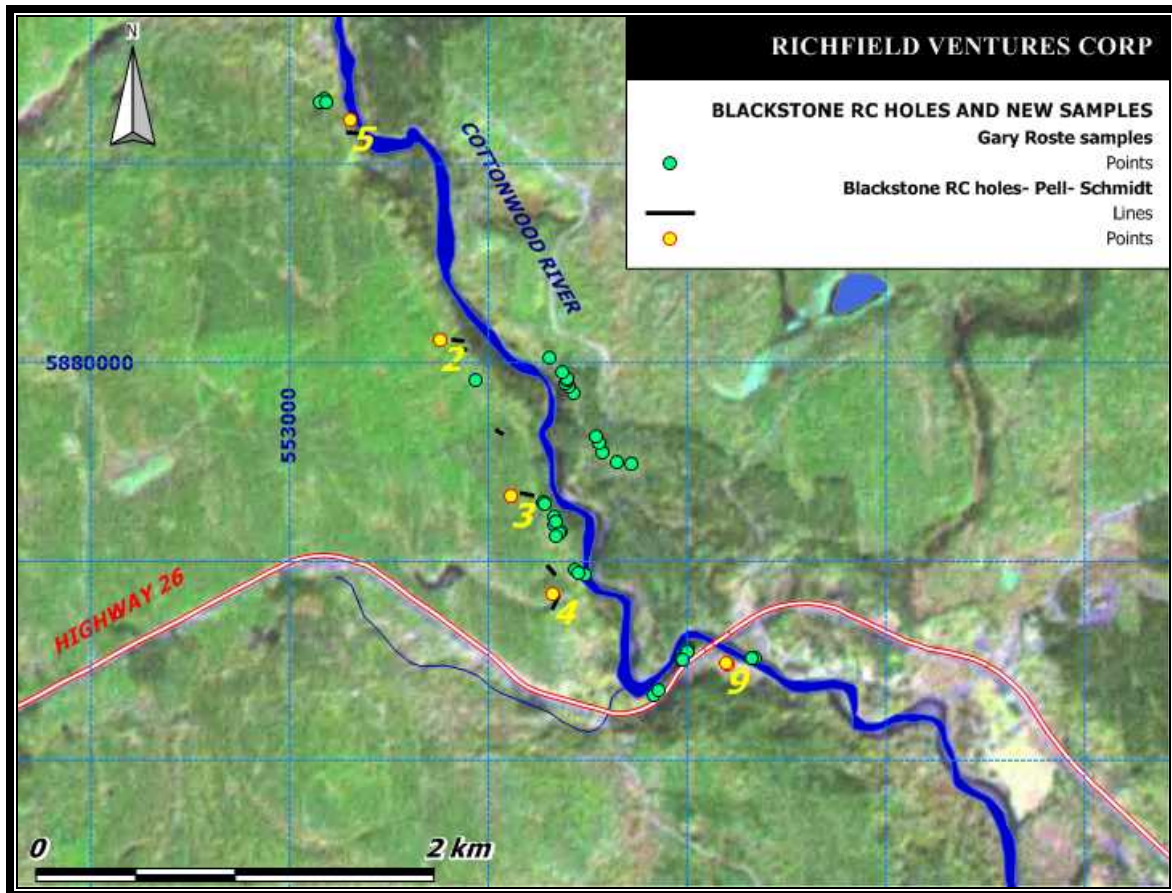 RICHFIELD VENTURES CORP
BLACKSTONE RC HOLES AND NEW SAMPLES
Gary Roste samples
Points
Blackstone RC holes- Pell- Schmidt
Lines
Points
N
5
COTTONWOOD RIVER
2
5880000
553000
3
4
HIGHWAY 26
9
0
2 km